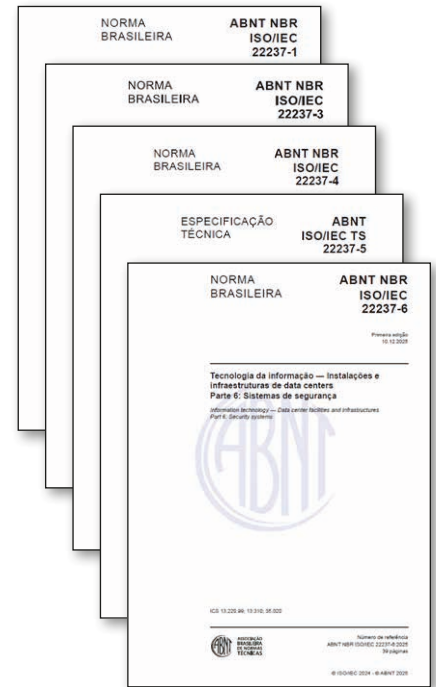 NORMA
BRASILEIRA
ABNT NBR
ISO/IEC
22237-1
NORMA
BRASILEIRA
ABNT NBR
ISO/IEC
22237-3
NORMA
BRASILEIRA
ABNT NBR
ISO/IEC
22237-4
ESPECIFICAÇÃO
TÉCNICA
ABNT
ISO/IEC TS
22237-5
NORMA
BRASILEIRA
ABNT NBR
ISO/IEC
22237-6
Primeira edição
10.12.2025
Tecnologia da informação — Instalações e
infraestruturas de data centers
Parte 6: Sistemas de segurança
Information technology — Data center facilities and infrastructures
Part 6: Security systems
ABNT
ICS 13.220.99; 13.310; 35.020
ASSOCIAÇÃO
BRASILEIRA
DE NORMAS
TÉCNICAS
Número de referência
ABNT NBR ISO/IEC 22237-6:2025
39 páginas
© ISO/IEC 2024 - © ABNT 2025